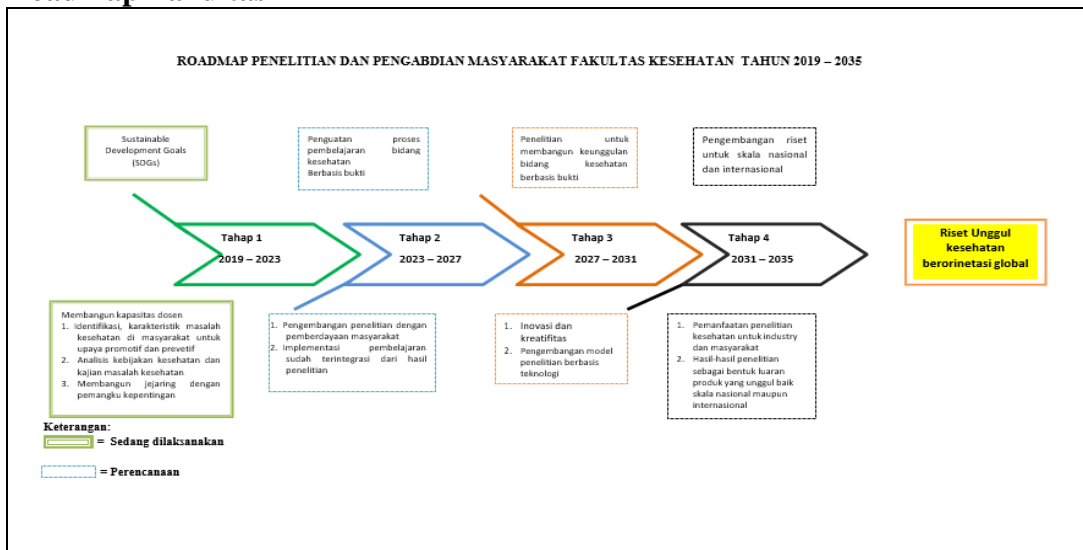 ROADMAP PENELITIAN DAN PENGABDIAN MASYARAKAT FAKULTAS KESEHATAN TAHUN 2019 – 2035
Sustainable
Development Goals
(SDGs)
Penguatan proses
pembelajaran bidang
kesehatan
Berbasis bukti
Penelitian untuk
membangun keunggulan
bidang kesehatan
berbasis bukti
Pengembangan riset
untuk skala nasional
dan internasional
Tahap 1
2019 – 2023
Tahap 2
2023 – 2027
Tahap 3
2027 – 2031
Tahap 4
2031 – 2035
Riset Unggul
kesehatan
berorinetasi global
Membangun kapasitas dosen
1. Identifikasi, karakteristik masalah
kesehatan di masyarakat untuk
upaya promotif dan prevetif
2. Analisis kebijakan kesehatan dan
kajian masalah kesehatan
3. Membangun jejaring dengan
pemangku kepentingan
1. Pengembangan penelitian dengan
pemberdayaan masyarakat
2. Implementasi pembelajaran
sudah terintegrasi dari hasil
penelitian
1. Inovasi dan
kreatifitas
2. Pengembangan model
penelitian berbasis
teknologi
1. Pemanfaatan penelitian
kesehatan untuk industry
dan masyarakat
2. Hasil-hasil penelitian
sebagai bentuk luaran
produk yang unggul baik
skala nasional maupun
internasional
Keterangan:
= Sedang dilaksanakan
= Perencanaan